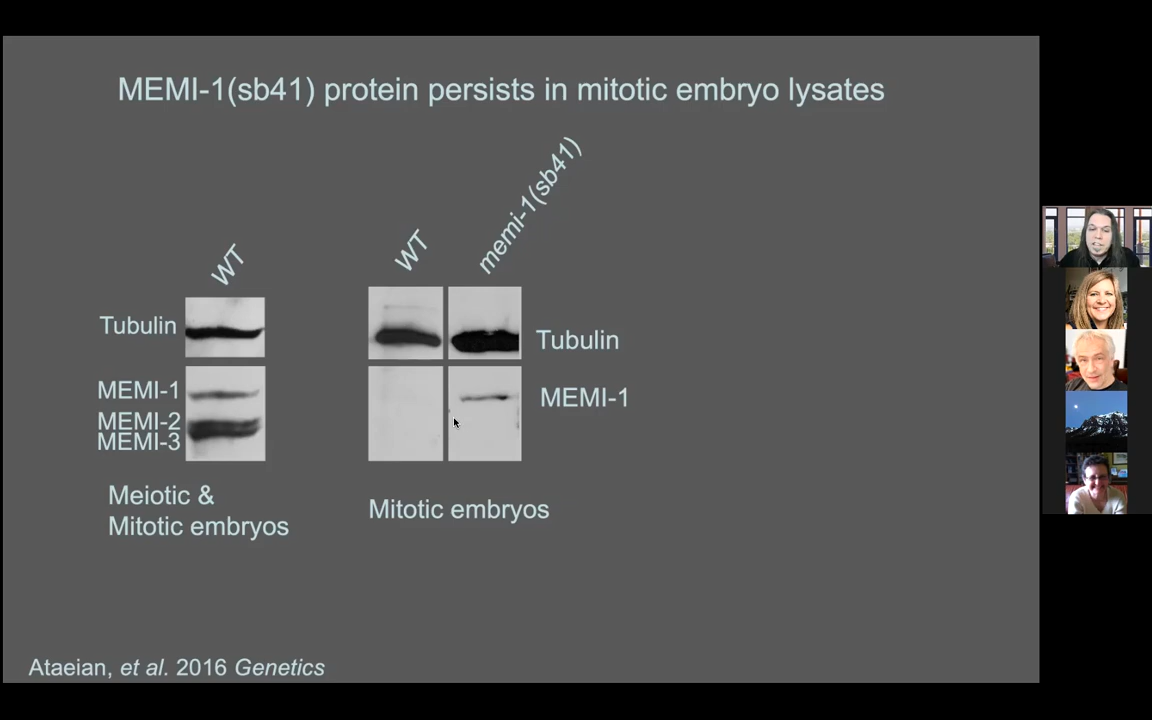 MEMI-1(sb41) protein persists in mitotic embryo lysates
WT
WT
memi-1(sb41)
Tubulin
MEMI-1
MEMI-2
MEMI-3
Tubulin
MEMI-1
Meiotic &
Mitotic embryos
Mitotic embryos
Ataeian, et al. 2016 Genetics